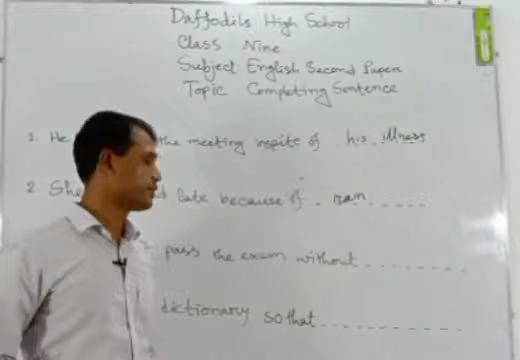 Daffodils High School
Class Nine
Subject English Second Paper
Topic Completing Sentence
1. He the meeting inspite of his illness
2. She late because of rain
pass the exam without
dictionary so that